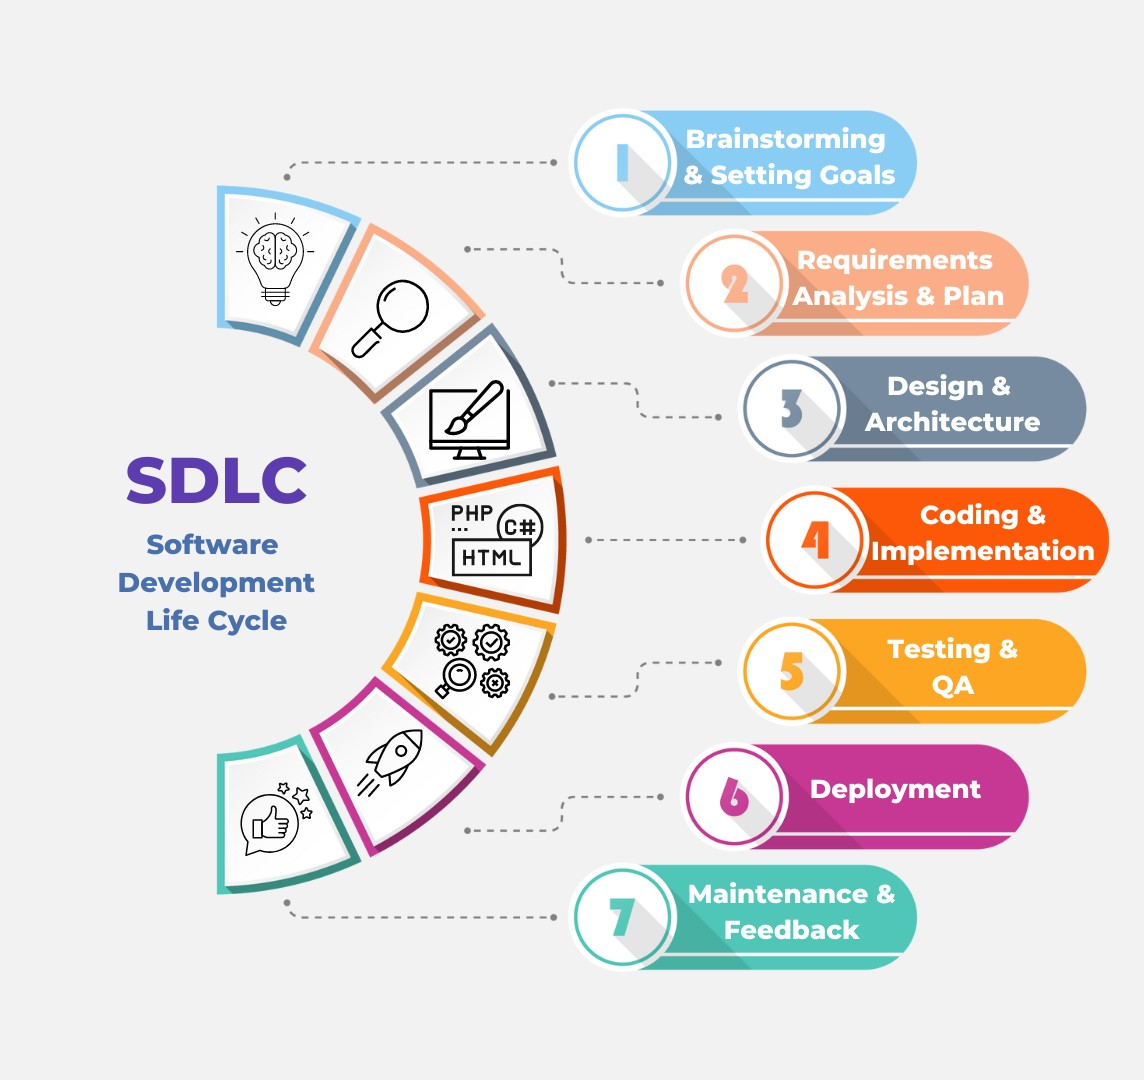 1
Brainstorming
& Setting Goals
2
Requirements
Analysis & Plan
3
Design &
Architecture
SDLC
Software
Development
Life Cycle
PHP
...
C#
HTML
4
Coding &
Implementation
5
Testing &
QA
6
Deployment
7
Maintenance &
Feedback